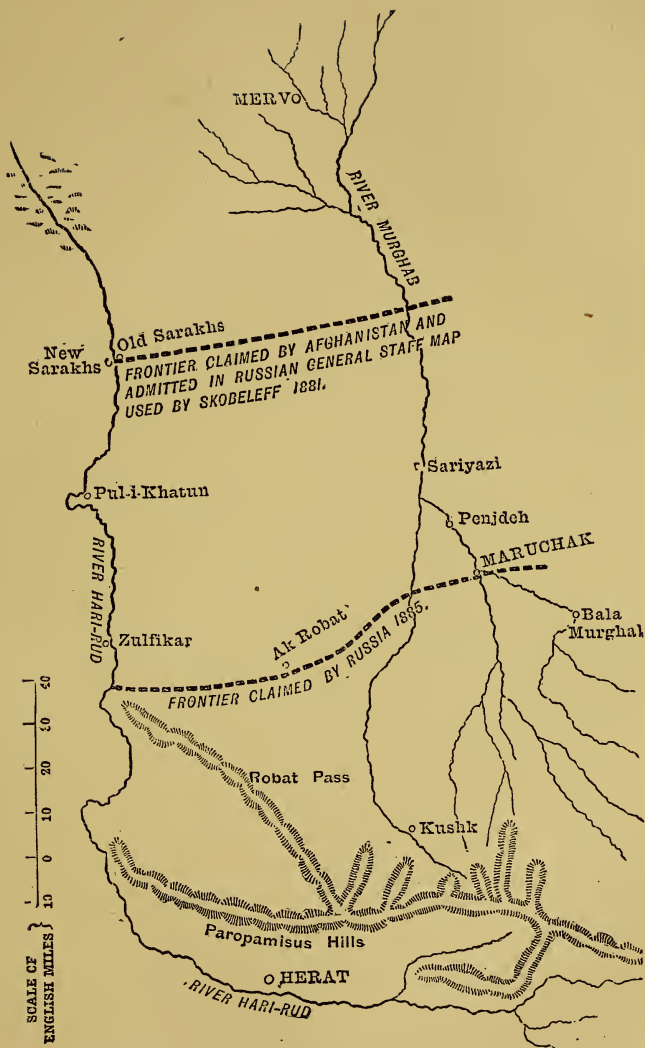 MERVO
RIVER MURGHAB
Old Sarakhs
New
Sarakhs
FRONTIER CLAIMED BY AFGHANISTAN AND
ADMITTED IN RUSSIAN GENERAL STAFF MAP
USED BY SKOBELEFF 1881.
Sariyazi
Pul-i-Khatun
Penjdeh
RIVER HARI-RUD
MARUCHAK
Bala
Murghal
Zulfikar
Ak Robat
FRONTIER CLAIMED BY RUSSIA 1885.
40
30
20
10
0
10
SCALE OF
ENGLISH MILES
Robat Pass
Kushk
Paropamisus Hills
HERAT
RIVER HARI-RUD